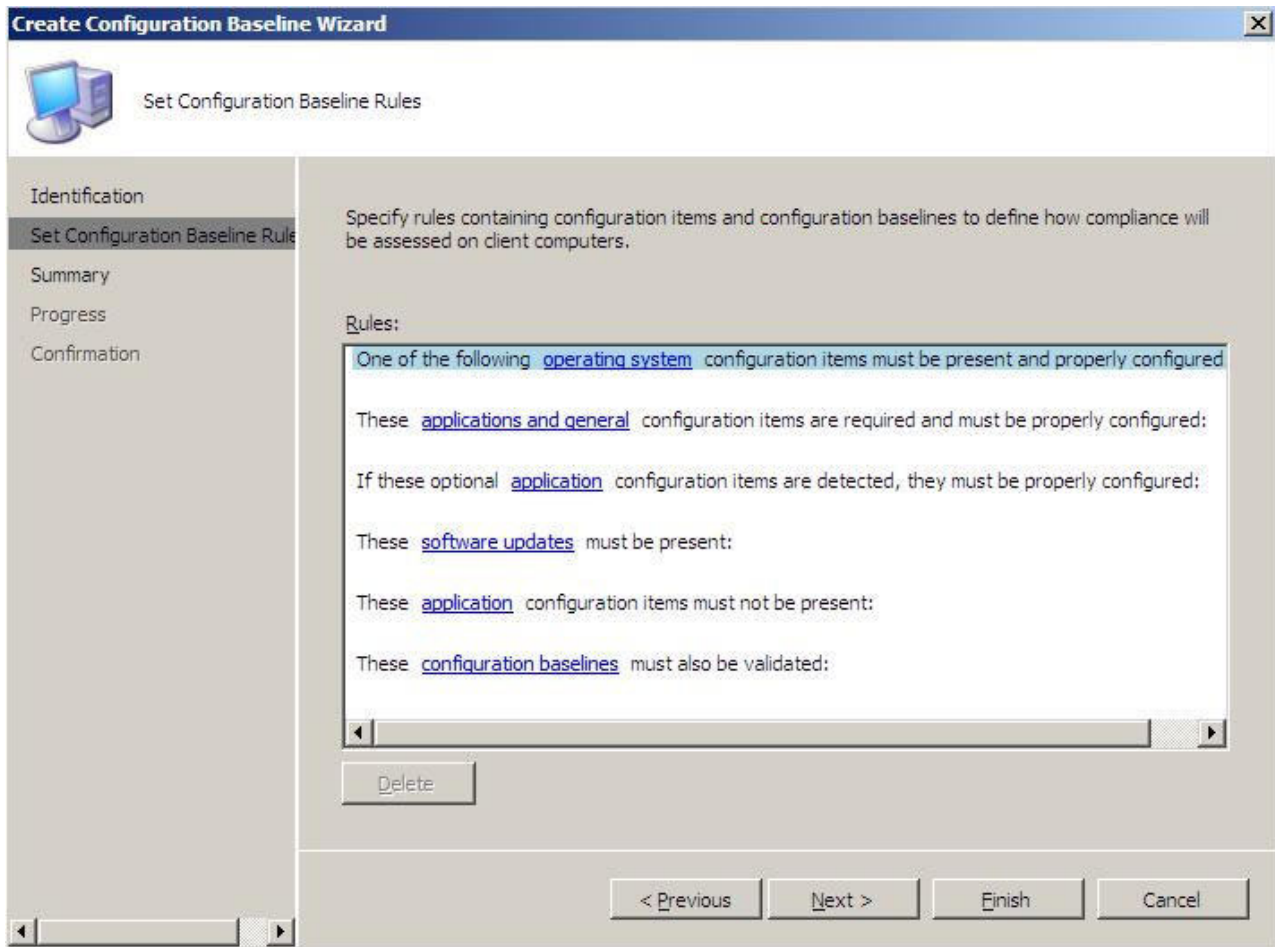 Create Configuration Baseline Wizard
Set Configuration Baseline Rules
Identification
Set Configuration Baseline Rule
Summary
Progress
Confirmation
Specify rules containing configuration items and configuration baselines to define how compliance will
be assessed on client computers.
Rules:
One of the following operating system configuration items must be present and properly configured
These applications and general configuration items are required and must be properly configured:
If these optional application configuration items are detected, they must be properly configured:
These software updates must be present:
These application configuration items must not be present:
These configuration baselines must also be validated:
Delete
< Previous
Next >
Finish
Cancel